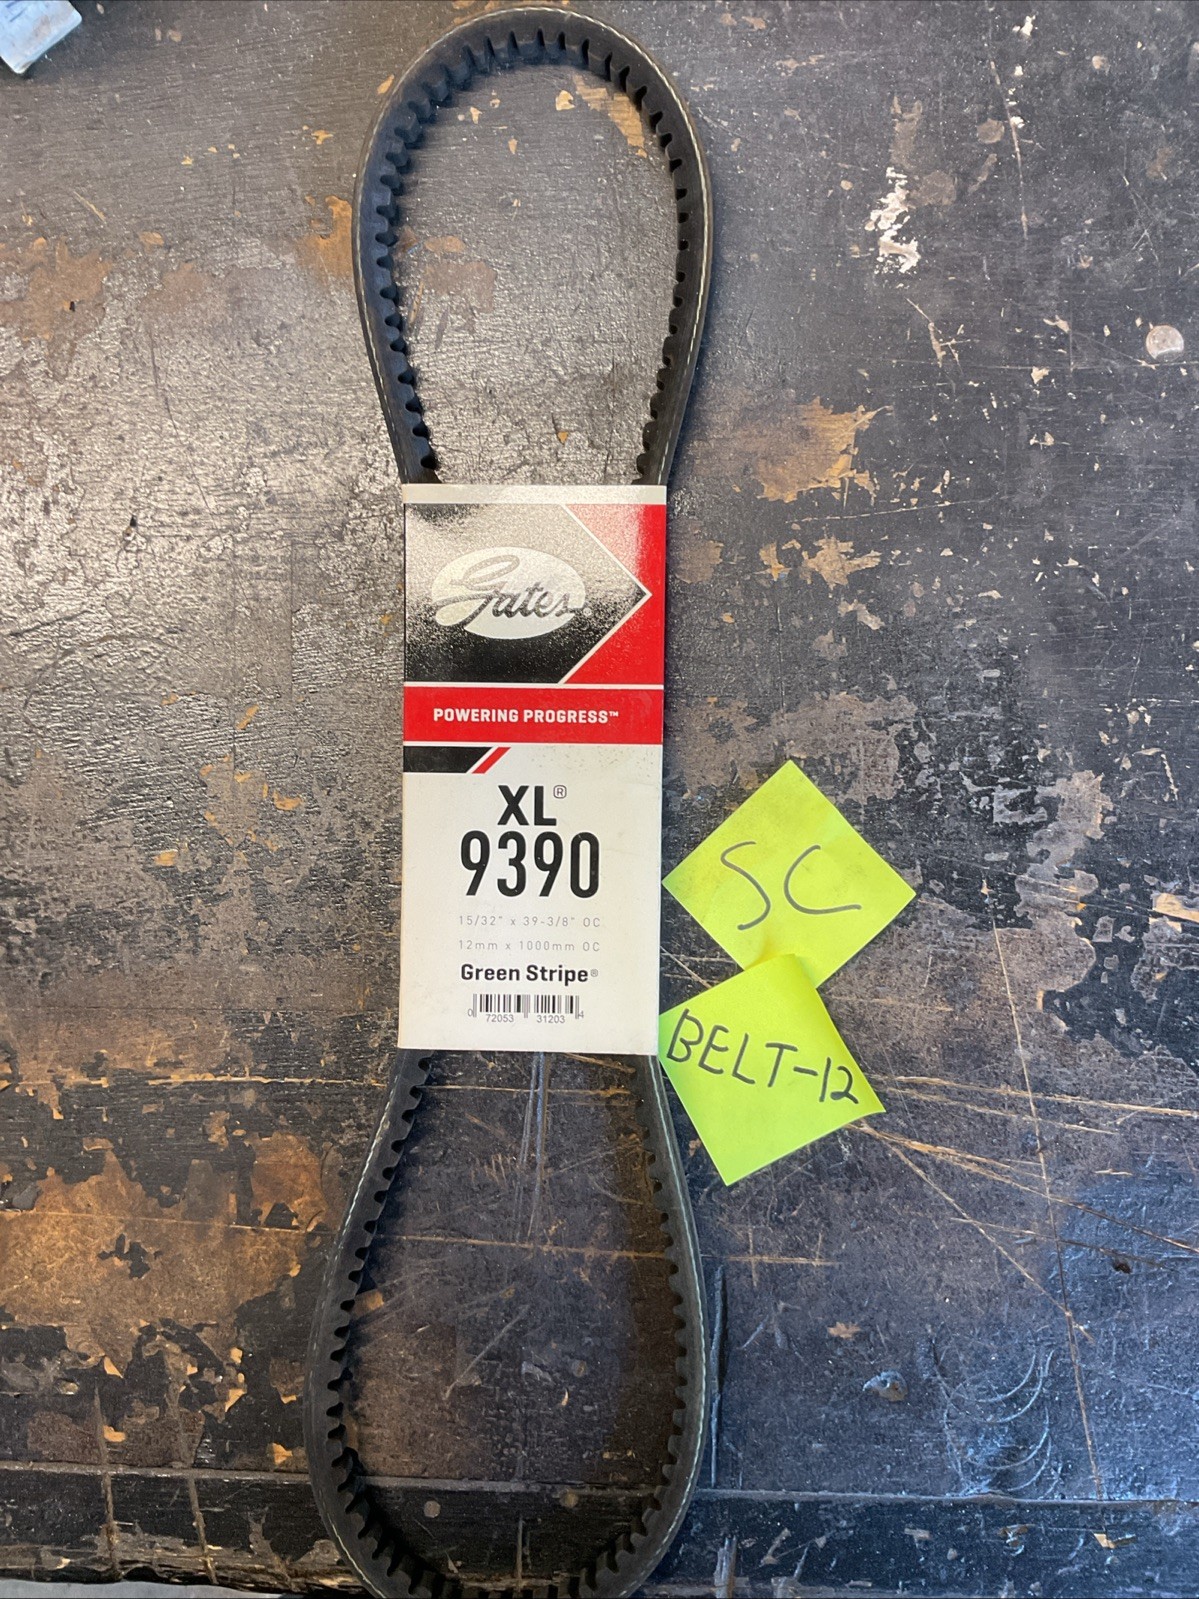 Gates
POWERING PROGRESS™
XL®
9390
15/32" x 39-3/8" OC
12mm x 1000mm OC
Green Stripe®
0 72053 31203 4
SC
BELT-12